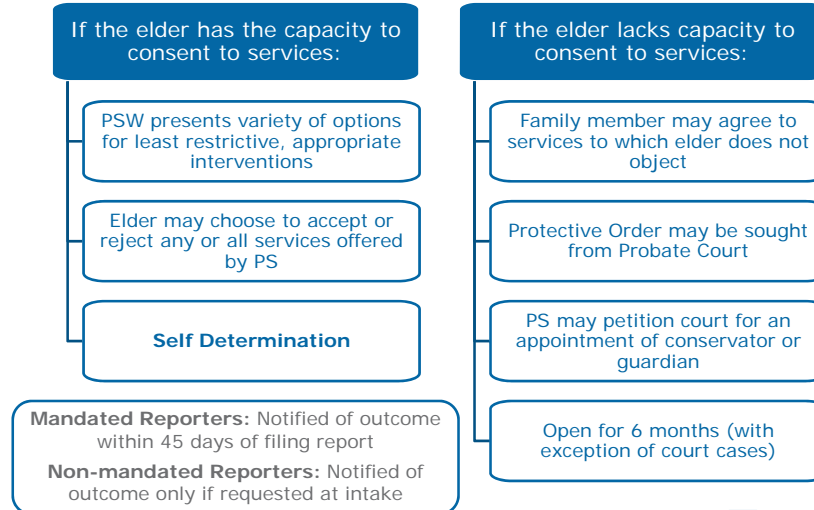 If the elder has the capacity to
consent to services:
PSW presents variety of options
for least restrictive, appropriate
interventions
Elder may choose to accept or
reject any or all services offered
by PS
Self Determination
Mandated Reporters: Notified of outcome
within 45 days of filing report
Non-mandated Reporters: Notified of
outcome only if requested at intake
If the elder lacks capacity to
consent to services:
Family member may agree to
services to which elder does not
object
Protective Order may be sought
from Probate Court
PS may petition court for an
appointment of conservator or
guardian
Open for 6 months (with
exception of court cases)